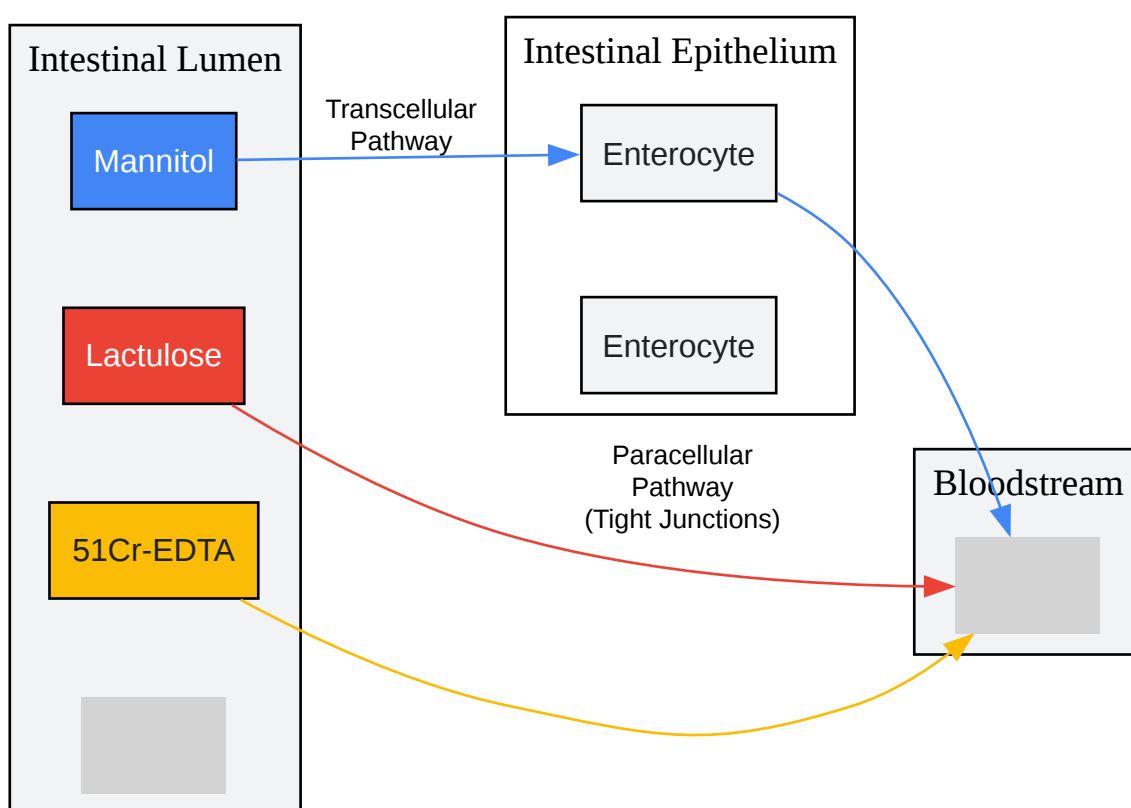 Intestinal Lumen
Mannitol
Lactulose
51Cr-EDTA
Transcellular
Pathway
Intestinal Epithelium
Enterocyte
Enterocyte
Paracellular
Pathway
(Tight Junctions)
Bloodstream